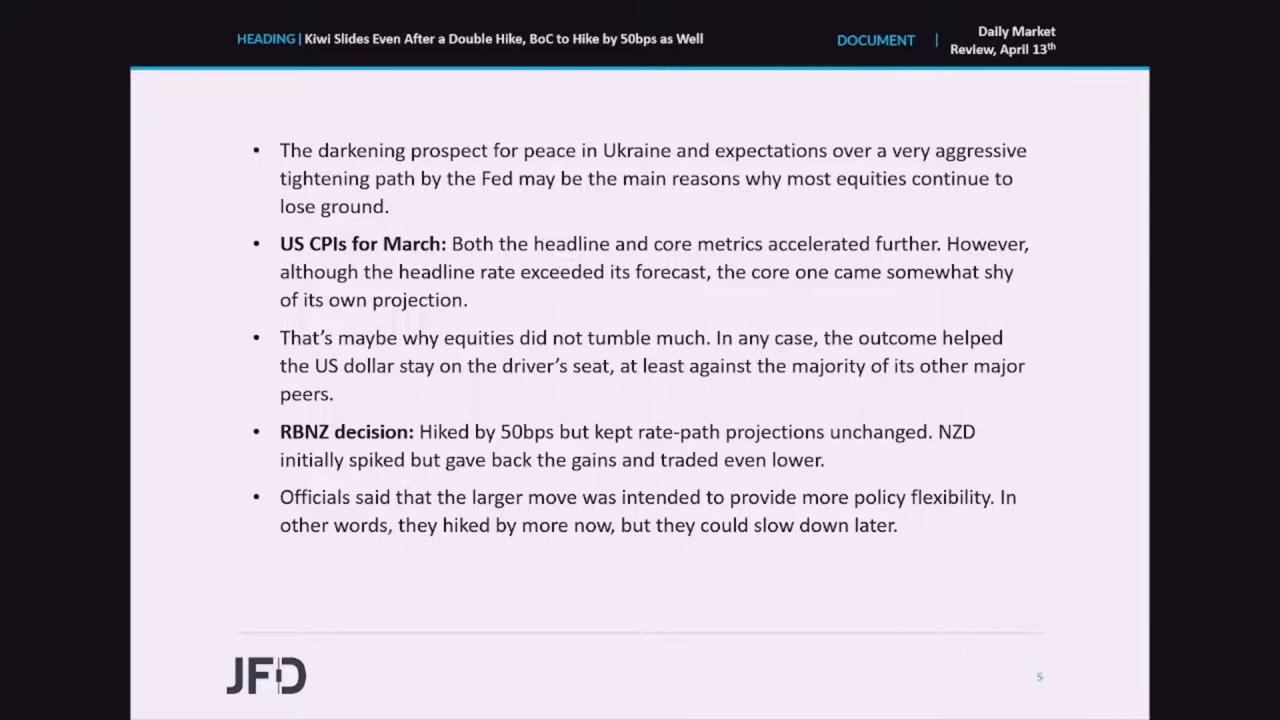 HEADING | Kiwi Slides Even After a Double Hike, BoC to Hike by 50bps as Well
DOCUMENT |
Daily Market
Review, April 13th
• The darkening prospect for peace in Ukraine and expectations over a very aggressive
tightening path by the Fed may be the main reasons why most equities continue to
lose ground.
• US CPIs for March: Both the headline and core metrics accelerated further. However,
although the headline rate exceeded its forecast, the core one came somewhat shy
of its own projection.
• That’s maybe why equities did not tumble much. In any case, the outcome helped
the US dollar stay on the driver’s seat, at least against the majority of its other major
peers.
• RBNZ decision: Hiked by 50bps but kept rate-path projections unchanged. NZD
initially spiked but gave back the gains and traded even lower.
• Officials said that the larger move was intended to provide more policy flexibility. In
other words, they hiked by more now, but they could slow down later.
JFD
5